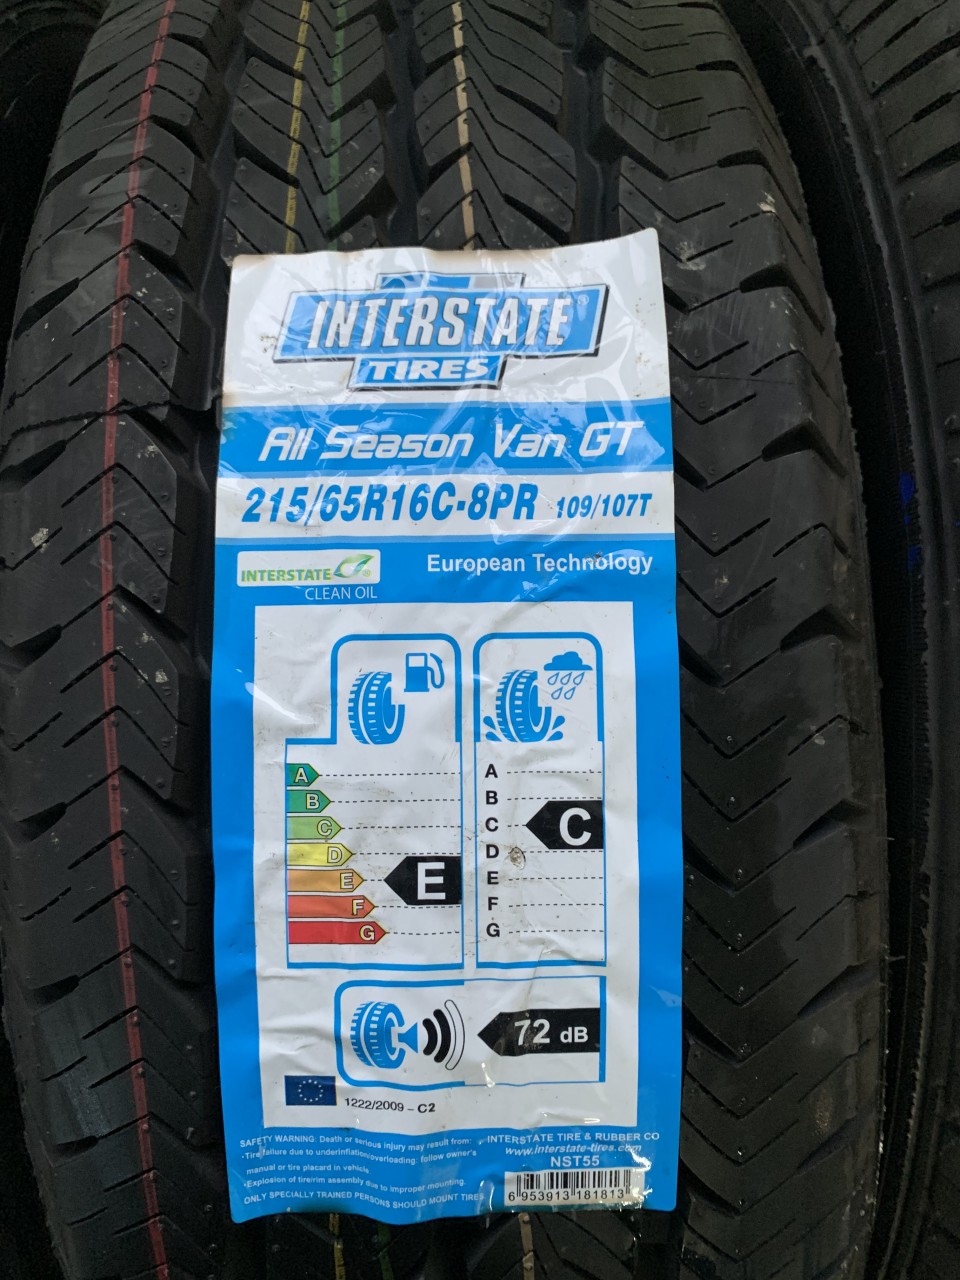 INTERSTATE®
TIRES
All Season Van GT
215/65R16C-8PR 109/107T
INTERSTATE
CLEAN OIL
European Technology
A
B
C
D
E
F
G
E
A
B
C
D
E
F
G
C
72 dB
1222/2009 – C2
SAFETY WARNING: Death or serious injury may result from:
-Tire failure due to underinflation/overloading: follow owner's
manual or tire placard in vehicle
-Explosion of tire/rim assembly due to improper mounting.
ONLY SPECIALLY TRAINED PERSONS SHOULD MOUNT TIRES
INTERSTATE TIRE & RUBBER CO
www.interstate-tires.com
NST55
6 953913 181813